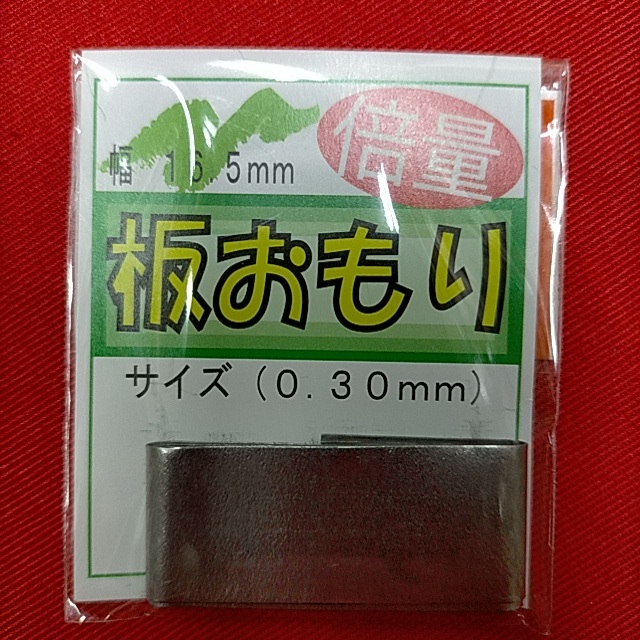 倍量
幅 16.5mm
板おもり
サイズ(0.30mm)